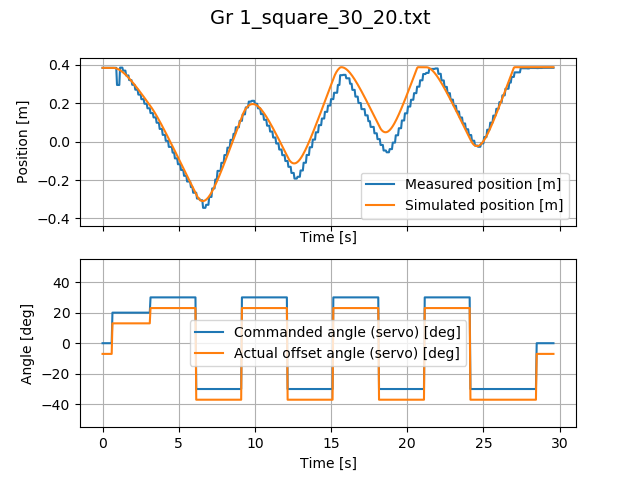 Gr 1_square_30_20.txt
Position [m]
0.4
0.2
0.0
−0.2
−0.4
Measured position [m]
Simulated position [m]
Time [s]
Angle [deg]
40
20
0
−20
−40
Commanded angle (servo) [deg]
Actual offset angle (servo) [deg]
0 5 10 15 20 25 30
Time [s]